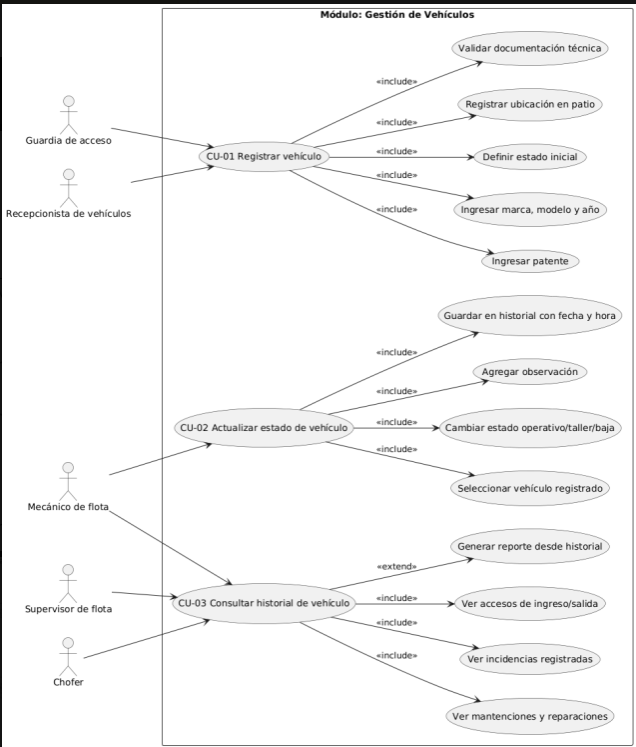 Módulo: Gestión de Vehículos
Validar documentación técnica
«include»
Registrar ubicación en patio
«include»
Guardia de acceso
CU-01 Registrar vehículo
«include»
Definir estado inicial
«include»
Ingresar marca, modelo y año
Recepcionista de vehículos
«include»
Ingresar patente
Guardar en historial con fecha y hora
«include»
Agregar observación
«include»
CU-02 Actualizar estado de vehículo
«include»
Cambiar estado operativo/taller/baja
«include»
Seleccionar vehículo registrado
Mecánico de flota
Generar reporte desde historial
«extend»
Supervisor de flota
CU-03 Consultar historial de vehículo
«include»
Ver accesos de ingreso/salida
«include»
Ver incidencias registradas
Chofer
«include»
Ver mantenciones y reparaciones